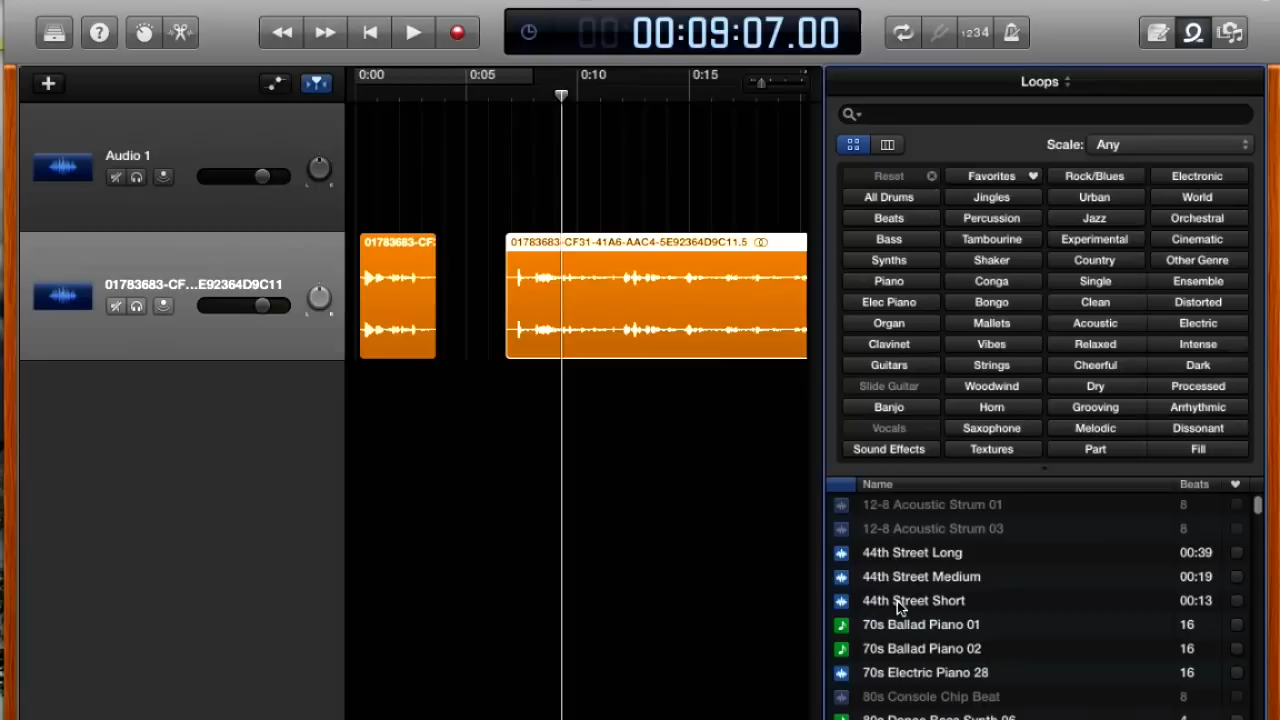 ?
00:09:07.00
1234
0:00 0:05 0:10 0:15
Audio 1
L R
01783683-CF...E92364D9C11
L R
01783683-CF:
01783683-CF31-41A6-AAC4-5E92364D9C11.5
Loops
Scale: Any
Reset Favorites Rock/Blues Electronic
All Drums Jingles Urban World
Beats Percussion Jazz Orchestral
Bass Tambourine Experimental Cinematic
Synths Shaker Country Other Genre
Piano Conga Single Ensemble
Elec Piano Bongo Clean Distorted
Organ Mallets Acoustic Electric
Clavinet Vibes Relaxed Intense
Guitars Strings Cheerful Dark
Slide Guitar Woodwind Dry Processed
Banjo Horn Grooving Arrhythmic
Vocals Saxophone Melodic Dissonant
Sound Effects Textures Part Fill
Name Beats
12-8 Acoustic Strum 01 8
12-8 Acoustic Strum 03 8
44th Street Long 00:39
44th Street Medium 00:19
44th Street Short 00:13
70s Ballad Piano 01 16
70s Ballad Piano 02 16
70s Electric Piano 28 16
80s Console Chip Beat 8
80s Dance Bass Synth 06